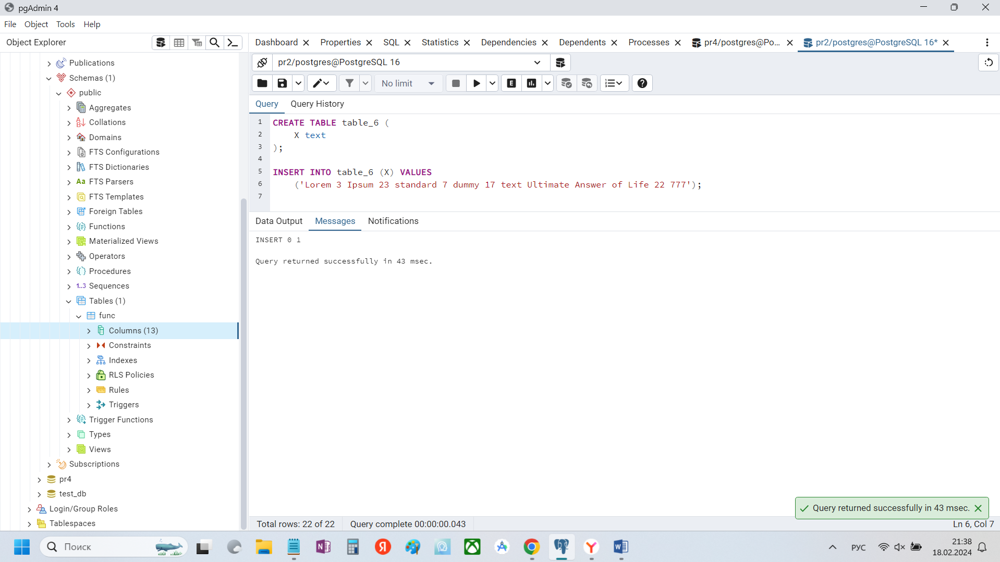 pgAdmin 4
File Object Tools Help
Object Explorer
Dashboard Properties SQL Statistics Dependencies Dependents Processes pr4/postgres@Po... pr2/postgres@PostgreSQL 16*
Publications
Schemas (1)
public
Aggregates
Collations
Domains
FTS Configurations
FTS Dictionaries
Aa FTS Parsers
FTS Templates
Foreign Tables
Functions
Materialized Views
Operators
Procedures
1..3 Sequences
Tables (1)
func
Columns (13)
Constraints
Indexes
RLS Policies
Rules
Triggers
Trigger Functions
Types
Views
Subscriptions
pr4
test_db
Login/Group Roles
Tablespaces
pr2/postgres@PostgreSQL 16
No limit
E
Query Query History
1 CREATE TABLE table_6 (
2 X text
3 );
4
5 INSERT INTO table_6 (X) VALUES
6 ('Lorem 3 Ipsum 23 standard 7 dummy 17 text Ultimate Answer of Life 22 777');
7
Data Output Messages Notifications
INSERT 0 1
Query returned successfully in 43 msec.
Query returned successfully in 43 msec.
Total rows: 22 of 22 Query complete 00:00:00.043 Ln 6, Col 7
Поиск
РУС
21:38
18.02.2024